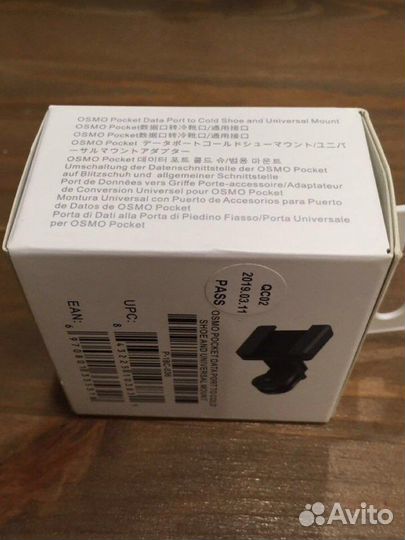 OSMO Pocket Data Port to Cold Shoe and Universal Mount
OSMO Pocket数据口转冷靴口/通用接口
OSMO Pocket數據口轉冷靴口/通用接口
OSMO Pocket データポートコールドシューマウント/ユニバ
ーサルマウントアダプター
OSMO Pocket 데이터 포트 콜드 슈/범용 마운트
Umschaltung der Datenschnittstelle der OSMO Pocket
auf Blitzschuh und allgemeiner Schnittstelle
Port de Données vers Griffe Porte-accessoire/Adaptateur
de Conversion Universel pour OSMO Pocket
Montura Universal con Puerto de Accesorios para Puerto
de Datos de OSMO Pocket
Porta di Dati alla Porta di Piedino Fiasso/Porta Universale
per OSMO Pocket
QC02
2019.03.11
PASS
OSMO POCKET DATA PORT TO COLD
SHOE AND UNIVERSAL MOUNT
UPC:
EAN:
Avito